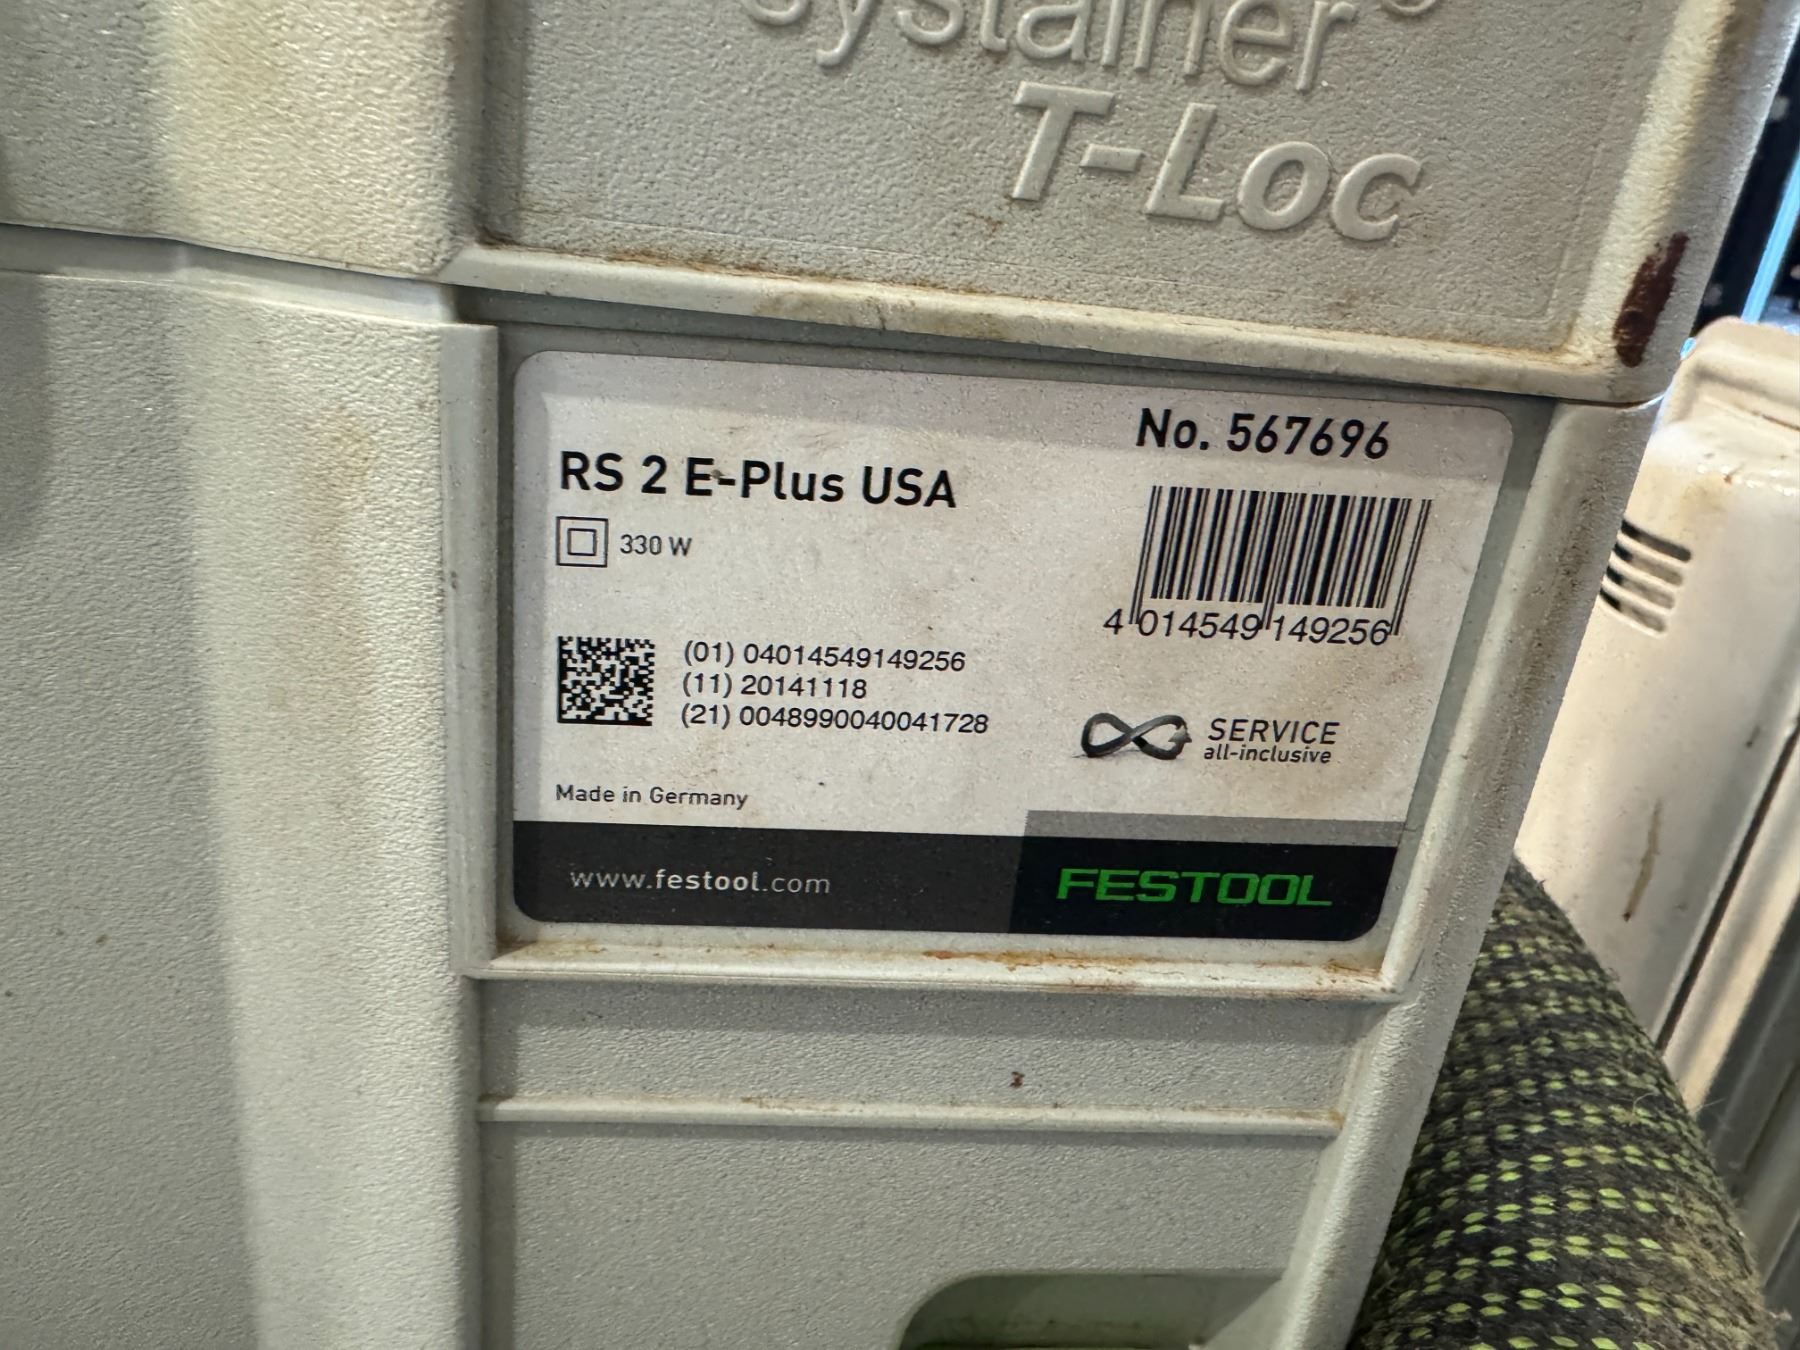 systainer®
T-Loc
No. 567696
RS 2 E-Plus USA
330 W
4 014549 149256
(01) 04014549149256
(11) 20141118
(21) 0048990040041728
SERVICE
all-inclusive
Made in Germany
www.festool.com
FESTOOL